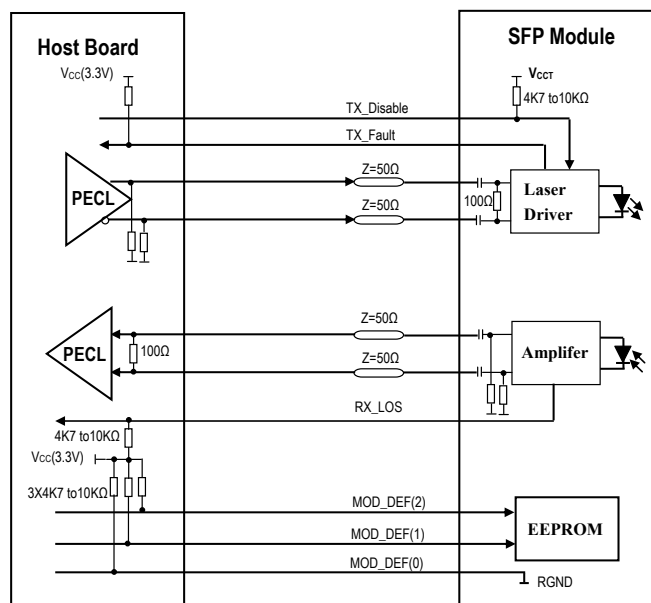 Host Board
SFP Module
Vcc(3.3V)
VCCT
4K7 to10KΩ
TX_Disable
TX_Fault
PECL
Z=50Ω
Z=50Ω
100Ω
Laser
Driver
PECL
100Ω
Z=50Ω
Z=50Ω
Amplifer
RX_LOS
4K7 to10KΩ
Vcc(3.3V)
3X4K7 to10KΩ
MOD_DEF(2)
MOD_DEF(1)
EEPROM
MOD_DEF(0)
RGND